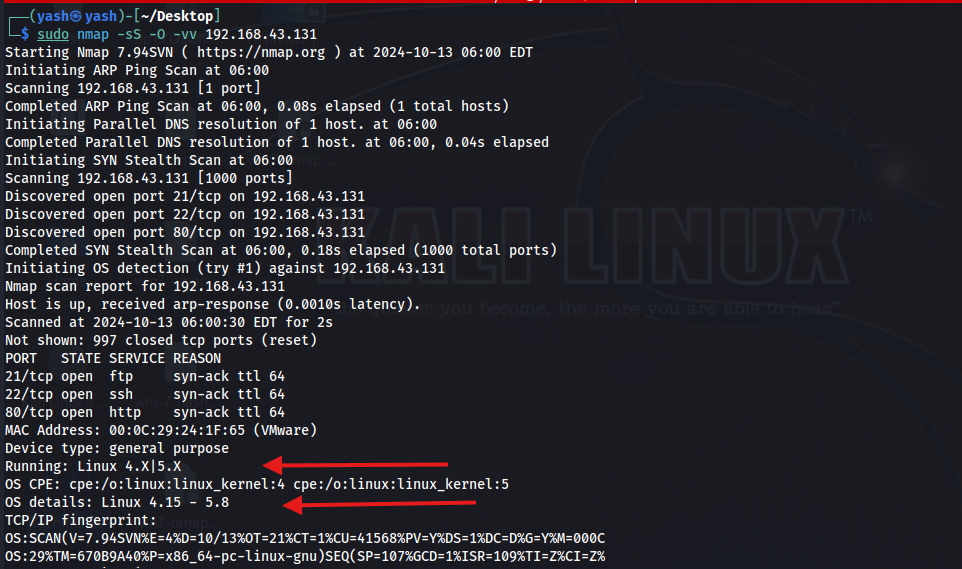 (yash㉿yash)-[~/Desktop]
$ sudo nmap -sS -O -vv 192.168.43.131
Starting Nmap 7.94SVN ( https://nmap.org ) at 2024-10-13 06:00 EDT
Initiating ARP Ping Scan at 06:00
Scanning 192.168.43.131 [1 port]
Completed ARP Ping Scan at 06:00, 0.08s elapsed (1 total hosts)
Initiating Parallel DNS resolution of 1 host. at 06:00
Completed Parallel DNS resolution of 1 host. at 06:00, 0.04s elapsed
Initiating SYN Stealth Scan at 06:00
Scanning 192.168.43.131 [1000 ports]
Discovered open port 21/tcp on 192.168.43.131
Discovered open port 22/tcp on 192.168.43.131
Discovered open port 80/tcp on 192.168.43.131
Completed SYN Stealth Scan at 06:00, 0.18s elapsed (1000 total ports)
Initiating OS detection (try #1) against 192.168.43.131
Nmap scan report for 192.168.43.131
Host is up, received arp-response (0.0010s latency).
Scanned at 2024-10-13 06:00:30 EDT for 2s
Not shown: 997 closed tcp ports (reset)
PORT   STATE SERVICE REASON
21/tcp open  ftp     syn-ack ttl 64
22/tcp open  ssh     syn-ack ttl 64
80/tcp open  http    syn-ack ttl 64
MAC Address: 00:0C:29:24:1F:65 (VMware)
Device type: general purpose
Running: Linux 4.X|5.X
OS CPE: cpe:/o:linux:linux_kernel:4 cpe:/o:linux:linux_kernel:5
OS details: Linux 4.15 - 5.8
TCP/IP fingerprint:
OS:SCAN(V=7.94SVN%E=4%D=10/13%OT=21%CT=1%CU=41568%PV=Y%DS=1%DC=D%G=Y%M=000C
OS:29%TM=670B9A40%P=x86_64-pc-linux-gnu)SEQ(SP=107%GCD=1%ISR=109%TI=Z%CI=Z%
KALI LINUX™
you become, the more you are able to hear"